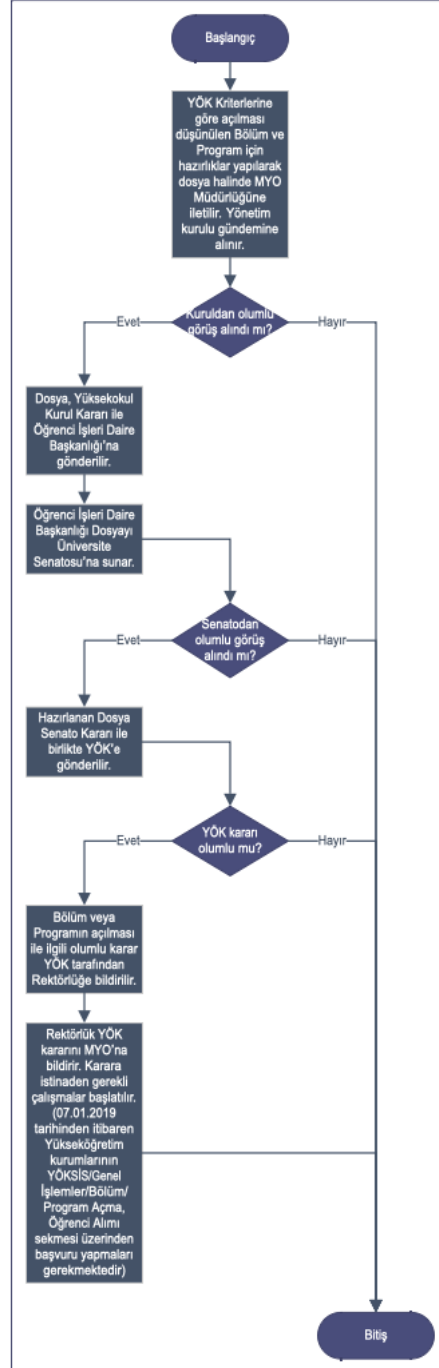 Başlangıç
YÖK Kriterlerine
göre açılması
düşünülen Bölüm ve
Program için
hazırlıklar yapılarak
dosya halinde MYO
Müdürlüğüne
iletilir. Yönetim
kurulu gündemine
alınır.
Kuruldan olumlu
görüş alındı mı?
Evet
Hayır
Dosya, Yüksekokul
Kurul Kararı ile
Öğrenci İşleri Daire
Başkanlığı'na
gönderilir.
Öğrenci İşleri Daire
Başkanlığı Dosyayı
Üniversite
Senatosu'na sunar.
Senatodan
olumlu görüş
alındı mı?
Evet
Hayır
Hazırlanan Dosya
Senato Kararı ile
birlikte YÖK'e
gönderilir.
YÖK kararı
olumlu mu?
Evet
Hayır
Bölüm veya
Programın açılması
ile ilgili olumlu karar
YÖK tarafından
Rektörlüğe bildirilir.
Rektörlük YÖK
kararını MYO'na
bildirir. Karara
istinaden gerekli
çalışmalar başlatılır.
(07.01.2019
tarihinden itibaren
Yükseköğretim
kurumlarının
YÖKSİS/Genel
İşlemler/Bölüm/
Program Açma,
Öğrenci Alımı
sekmesi üzerinden
başvuru yapmaları
gerekmektedir)
Bitiş